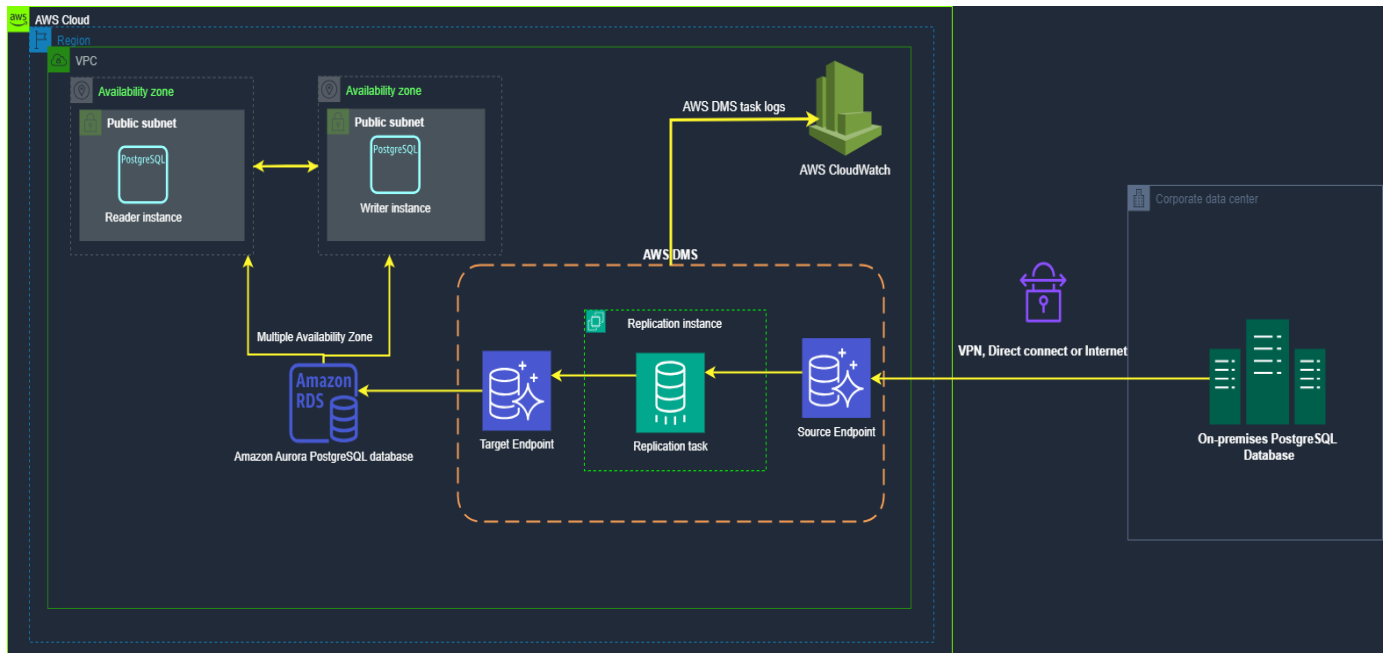 aws
AWS Cloud
Region
VPC
Availability zone
Availability zone
Public subnet
Public subnet
PostgreSQL
PostgreSQL
Reader instance
Writer instance
AWS DMS task logs
AWS CloudWatch
Corporate data center
AWS DMS
Replication instance
Multiple Availability Zone
VPN, Direct connect or Internet
Amazon
RDS
Target Endpoint
Replication task
Source Endpoint
Amazon Aurora PostgreSQL database
On-premises PostgreSQL
Database